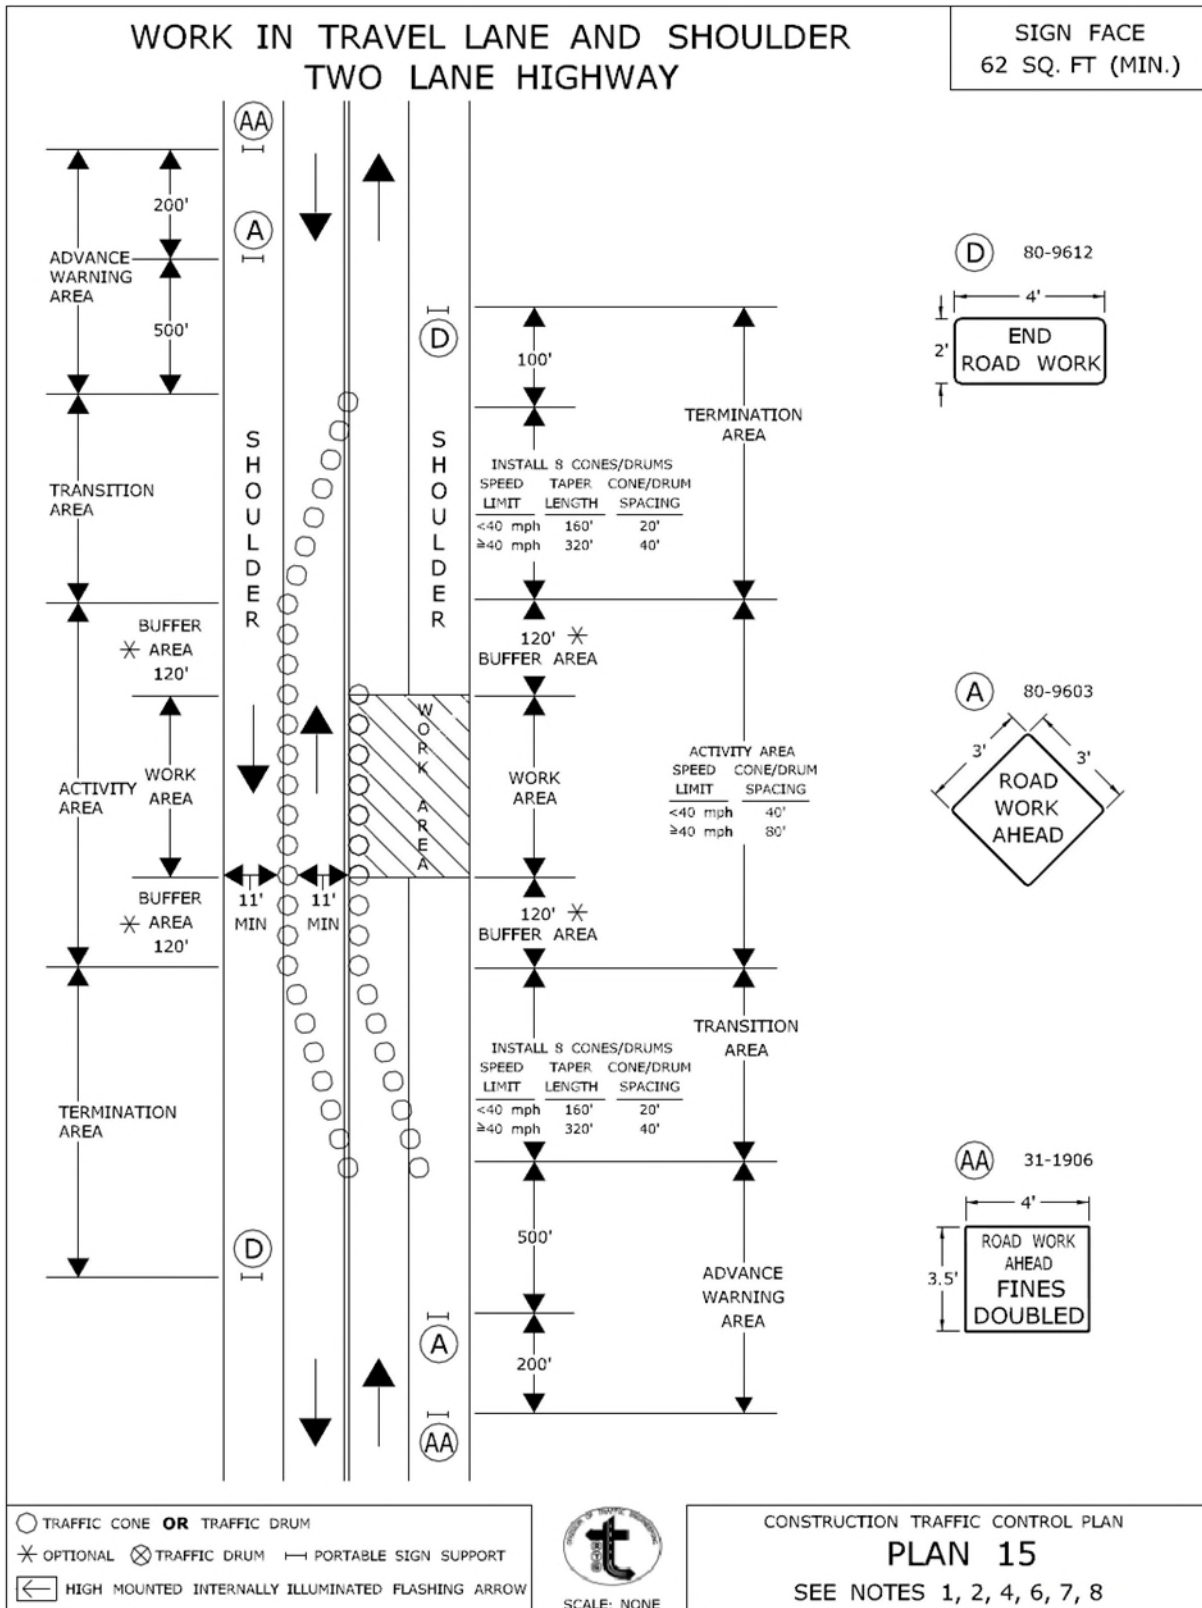 WORK IN TRAVEL LANE AND SHOULDER
TWO LANE HIGHWAY
SIGN FACE
62 SQ. FT (MIN.)
AA
200'
A
ADVANCE
WARNING
AREA
500'
D
100'
TERMINATION
AREA
SHOULDER
SHOULDER
TRANSITION
AREA
INSTALL 8 CONES/DRUMS
SPEED TAPER CONE/DRUM
LIMIT LENGTH SPACING
<40 mph 160' 20'
≥40 mph 320' 40'
BUFFER
* AREA
120'
120' *
BUFFER AREA
WORK AREA
ACTIVITY
AREA
WORK
AREA
WORK
AREA
ACTIVITY AREA
SPEED CONE/DRUM
LIMIT SPACING
<40 mph 40'
≥40 mph 80'
11'
MIN
11'
MIN
BUFFER
* AREA
120'
120' *
BUFFER AREA
TRANSITION
AREA
INSTALL 8 CONES/DRUMS
SPEED TAPER CONE/DRUM
LIMIT LENGTH SPACING
<40 mph 160' 20'
≥40 mph 320' 40'
TERMINATION
AREA
D
500'
ADVANCE
WARNING
AREA
A
200'
AA
D 80-9612
4'
2'
END
ROAD WORK
A 80-9603
3' 3'
ROAD
WORK
AHEAD
AA 31-1906
4'
3.5'
ROAD WORK
AHEAD
FINES
DOUBLED
TRAFFIC CONE OR TRAFFIC DRUM
* OPTIONAL TRAFFIC DRUM PORTABLE SIGN SUPPORT
HIGH MOUNTED INTERNALLY ILLUMINATED FLASHING ARROW
DIVISION OF TRAFFIC ENGINEERING
SCALE: NONE
CONSTRUCTION TRAFFIC CONTROL PLAN
PLAN 15
SEE NOTES 1, 2, 4, 6, 7, 8